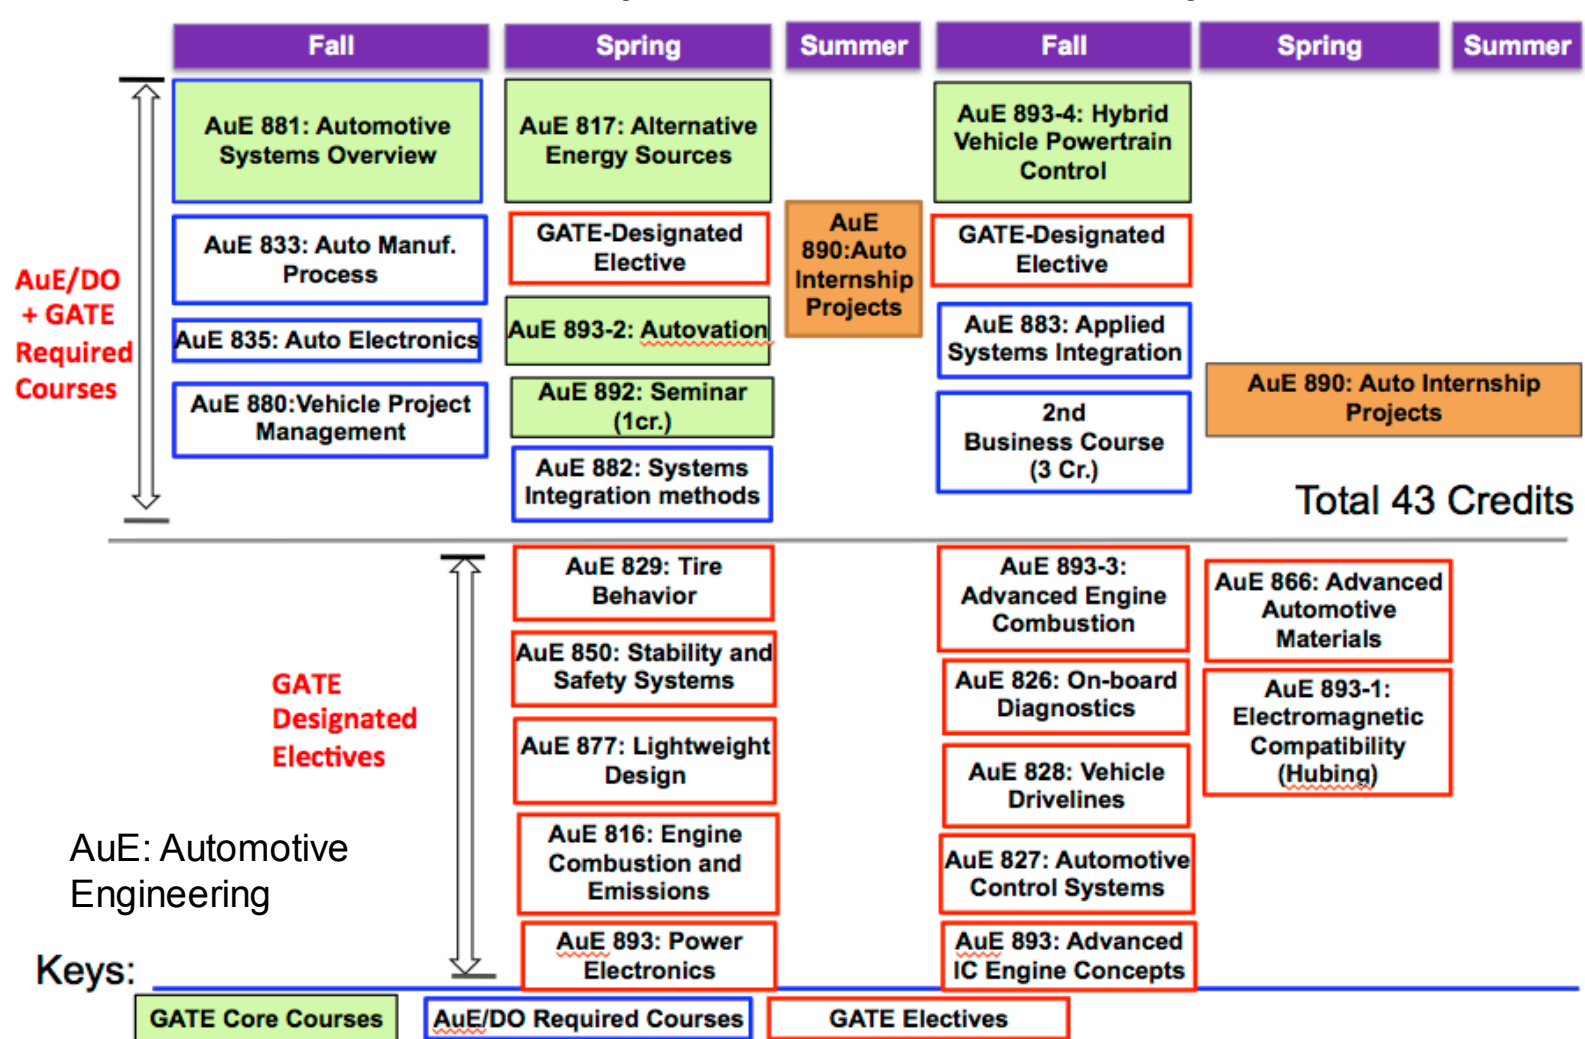 Fall
Spring
Summer
Fall
Spring
Summer
AuE 881: Automotive
Systems Overview
AuE 833: Auto Manuf.
Process
AuE 835: Auto Electronics
AuE 880:Vehicle Project
Management
AuE 817: Alternative
Energy Sources
GATE-Designated
Elective
AuE 893-2: Autovation
AuE 892: Seminar
(1cr.)
AuE 882: Systems
Integration methods
AuE
890:Auto
Internship
Projects
AuE 893-4: Hybrid
Vehicle Powertrain
Control
GATE-Designated
Elective
AuE 883: Applied
Systems Integration
2nd
Business Course
(3 Cr.)
AuE 890: Auto Internship
Projects
AuE/DO
+ GATE
Required
Courses
Total 43 Credits
GATE
Designated
Electives
AuE 829: Tire
Behavior
AuE 850: Stability and
Safety Systems
AuE 877: Lightweight
Design
AuE 816: Engine
Combustion and
Emissions
AuE 893: Power
Electronics
AuE 893-3:
Advanced Engine
Combustion
AuE 826: On-board
Diagnostics
AuE 828: Vehicle
Drivelines
AuE 827: Automotive
Control Systems
AuE 893: Advanced
IC Engine Concepts
AuE 866: Advanced
Automotive
Materials
AuE 893-1:
Electromagnetic
Compatibility
(Hubing)
AuE: Automotive
Engineering
Keys:
GATE Core Courses
AuE/DO Required Courses
GATE Electives